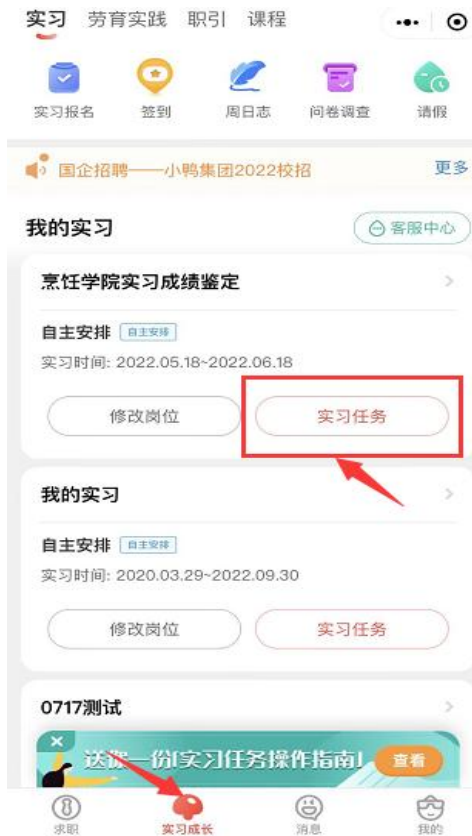 实习 劳育实践 职引 课程
实习报名 签到 周日志 问卷调查 请假
国企招聘——小鸭集团2022校招 更多
我的实习 客服中心
烹饪学院实习成绩鉴定
自主安排 自主安排
实习时间: 2022.05.18~2022.06.18
修改岗位 实习任务
我的实习
自主安排 自主安排
实习时间: 2020.03.29~2022.09.30
修改岗位 实习任务
0717测试
送你一份「实习任务操作指南」 查看
求职 实习成长 消息 我的